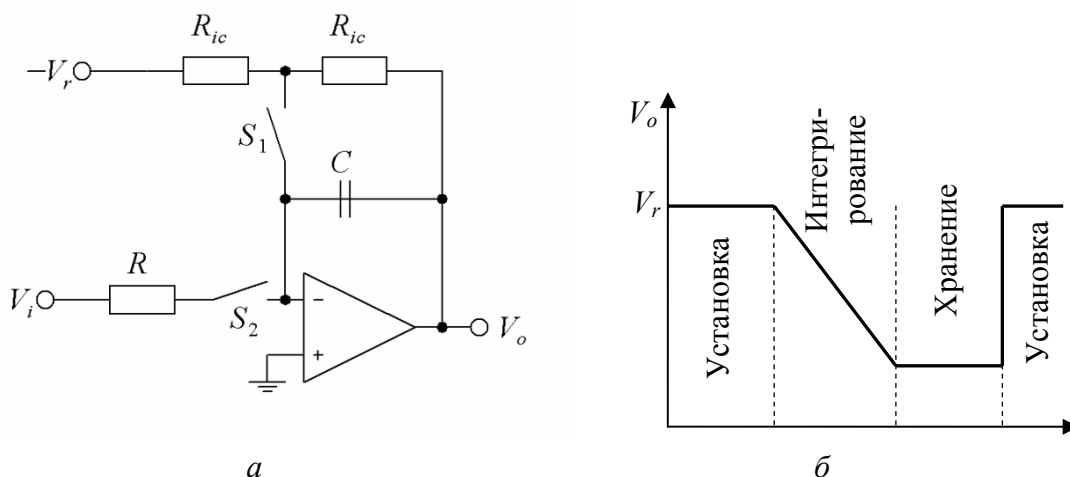 R_ic R_ic
–V_r
S_1
C
R
V_i
S_2
−
+
V_o
а
V_o
V_r
Установка
Интегри-
рование
Хранение
Установка
б